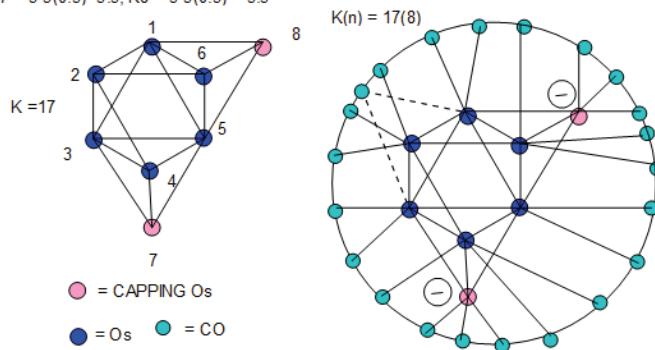 K(n) = 17(8)
1
8
6
2
K =17
5
3
4
7
−
−
= CAPPING Os
= Os
= CO